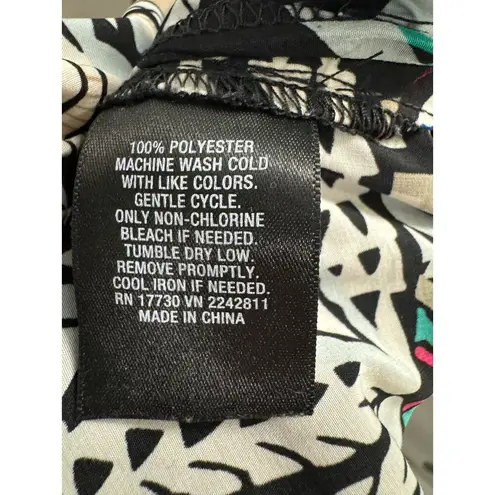 100% POLYESTER
MACHINE WASH COLD
WITH LIKE COLORS.
GENTLE CYCLE.
ONLY NON-CHLORINE
BLEACH IF NEEDED.
TUMBLE DRY LOW.
REMOVE PROMPTLY.
COOL IRON IF NEEDED.
RN 17730 VN 2242811
MADE IN CHINA